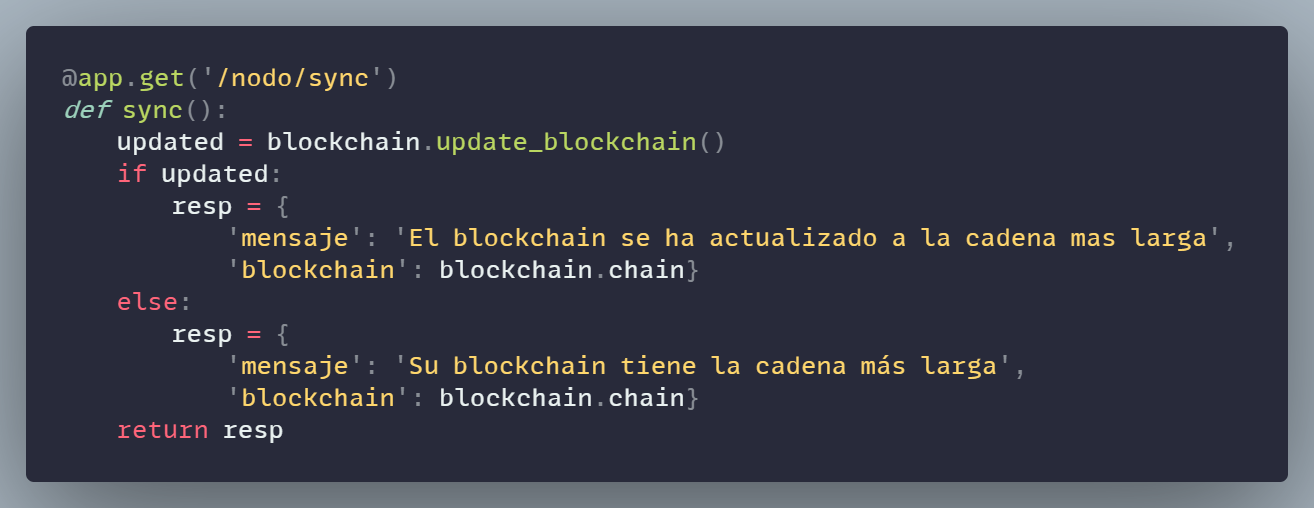 @app.get('/nodo/sync')
def sync():
    updated = blockchain.update_blockchain()
    if updated:
        resp = {
            'mensaje': 'El blockchain se ha actualizado a la cadena mas larga',
            'blockchain': blockchain.chain}
    else:
        resp = {
            'mensaje': 'Su blockchain tiene la cadena más larga',
            'blockchain': blockchain.chain}
    return resp